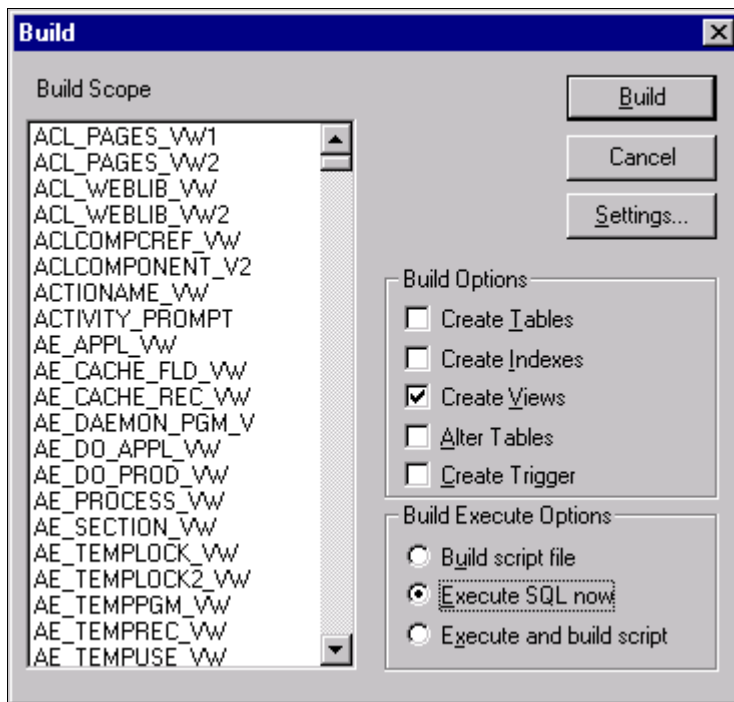 Build
Build Scope
ACL_PAGES_VW1
ACL_PAGES_VW2
ACL_WEBLIB_VW
ACL_WEBLIB_VW2
ACLCOMPCREF_VW
ACLCOMPONENT_V2
ACTIONAME_VW
ACTIVITY_PROMPT
AE_APPL_VW
AE_CACHE_FLD_VW
AE_CACHE_REC_VW
AE_DAEMON_PGM_V
AE_DO_APPL_VW
AE_DO_PROD_VW
AE_PROCESS_VW
AE_SECTION_VW
AE_TEMPLOCK_VW
AE_TEMPLOCK2_VW
AE_TEMPPGM_VW
AE_TEMPREC_VW
AE_TEMPUSE_VW
Build
Cancel
Settings...
Build Options
Create Tables
Create Indexes
Create Views
Alter Tables
Create Trigger
Build Execute Options
Build script file
Execute SQL now
Execute and build script